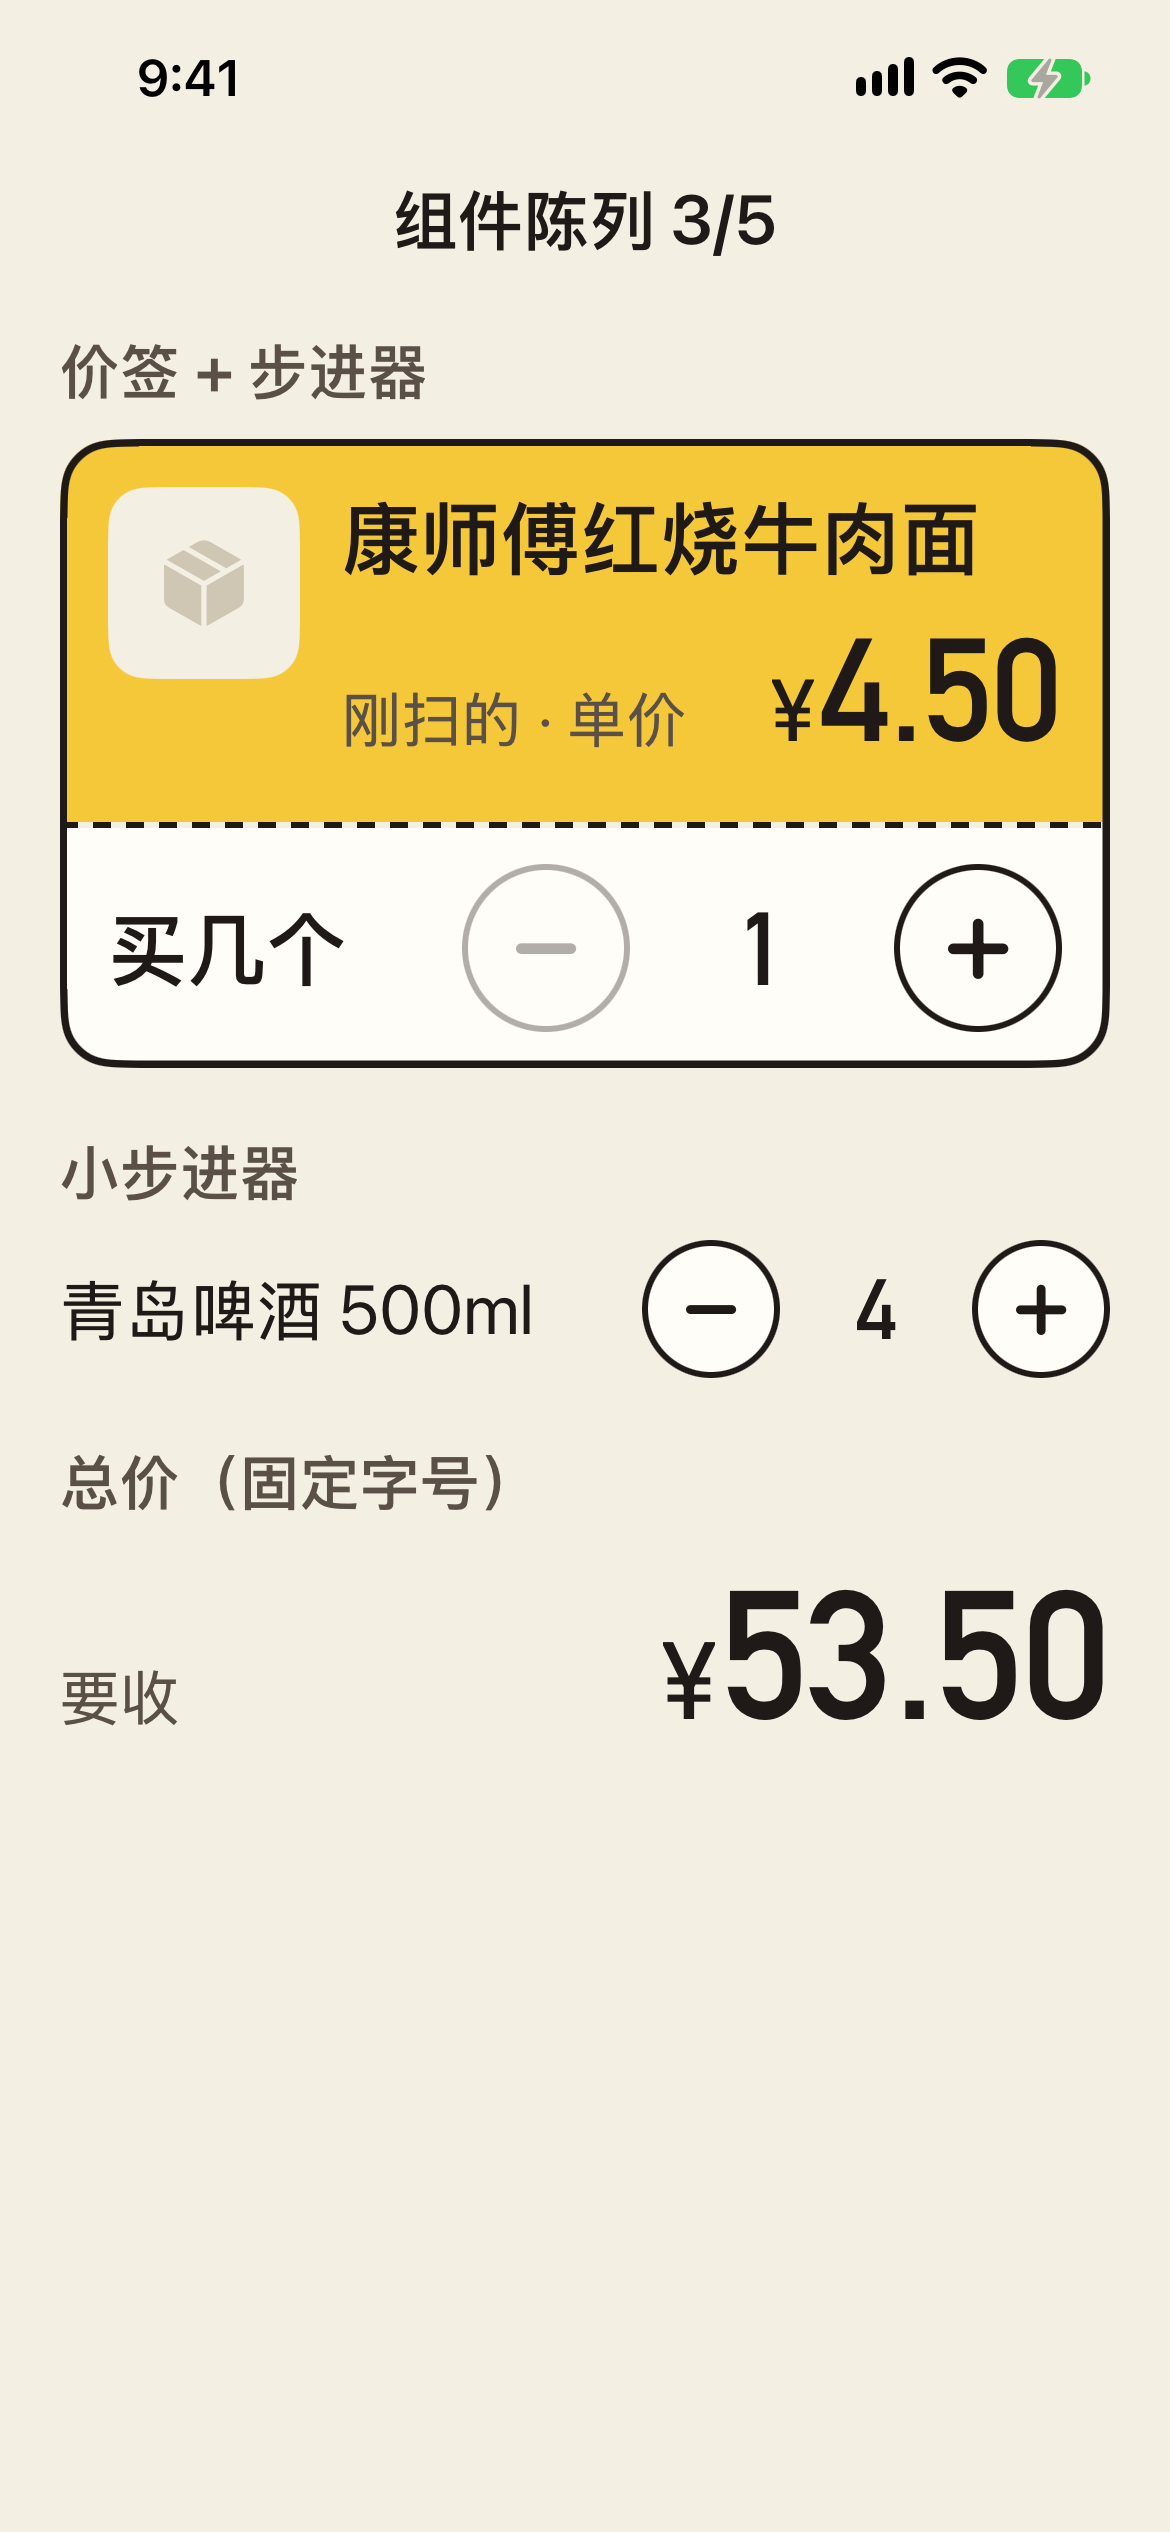 9:41
组件陈列 3/5
价签 + 步进器
康师傅红烧牛肉面
刚扫的 · 单价 ¥4.50
买几个 1
小步进器
青岛啤酒 500ml 4
总价（固定字号）
要收 ¥53.50